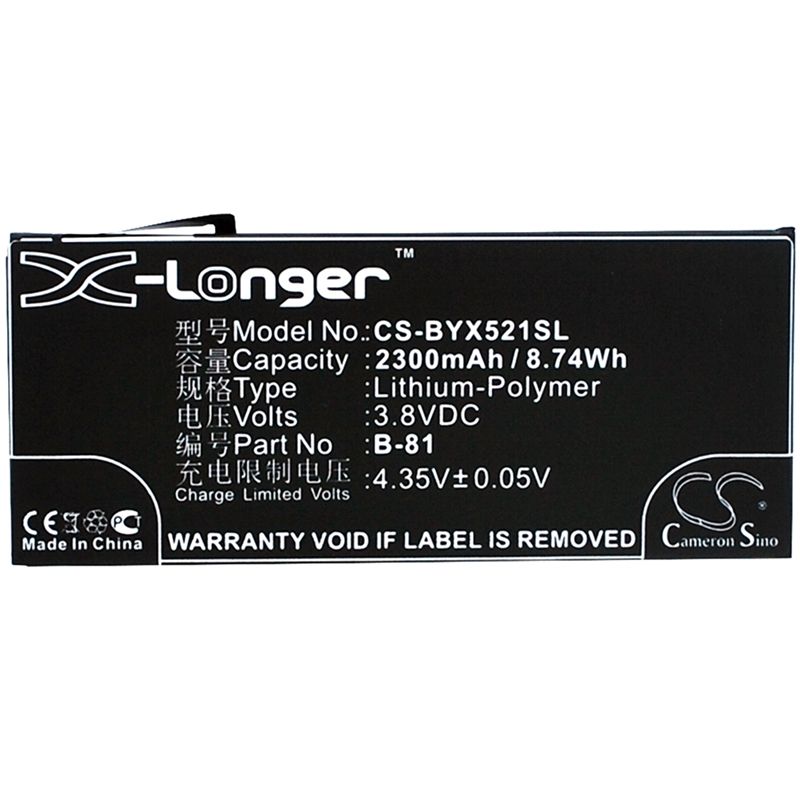 X-Longer™
型号Model No.:CS-BYX521SL
容量Capacity :2300mAh / 8.74Wh
规格Type :Lithium-Polymer
电压Volts :3.8VDC
编号Part No :B-81
充电限制电压:4.35V±0.05V
Charge Limited Volts
CE PCT
Made In China
WARRANTY VOID IF LABEL IS REMOVED
CS
Cameron Sino